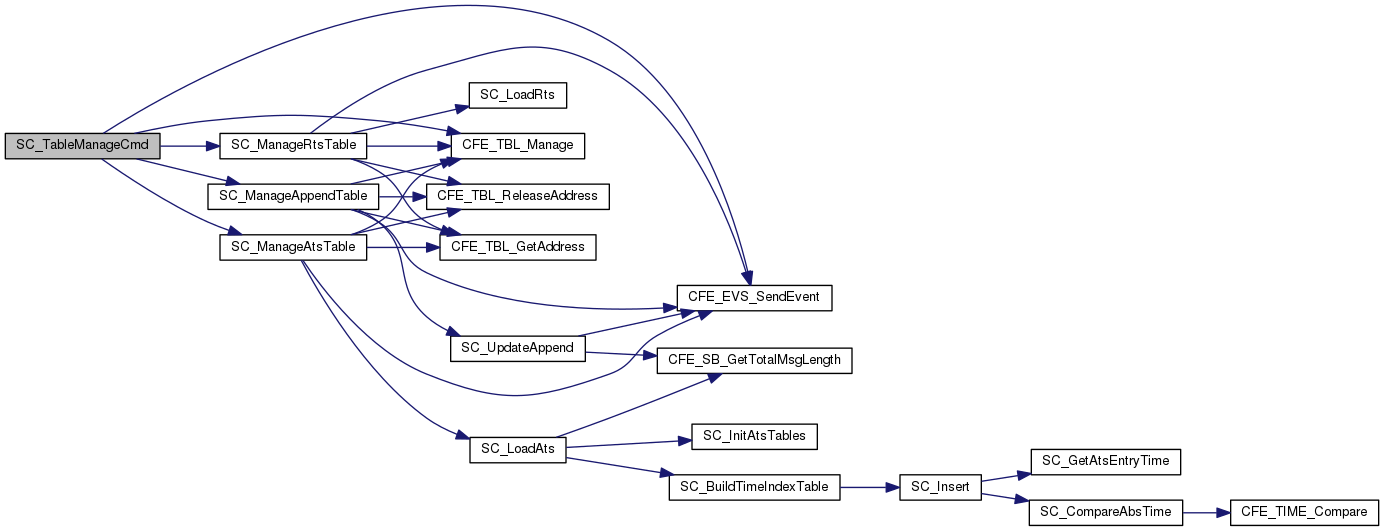 SC_TableManageCmd
SC_ManageRtsTable
SC_ManageAppendTable
SC_ManageAtsTable
SC_LoadRts
CFE_TBL_Manage
CFE_TBL_ReleaseAddress
CFE_TBL_GetAddress
CFE_EVS_SendEvent
SC_UpdateAppend
CFE_SB_GetTotalMsgLength
SC_LoadAts
SC_InitAtsTables
SC_BuildTimeIndexTable
SC_Insert
SC_GetAtsEntryTime
SC_CompareAbsTime
CFE_TIME_Compare